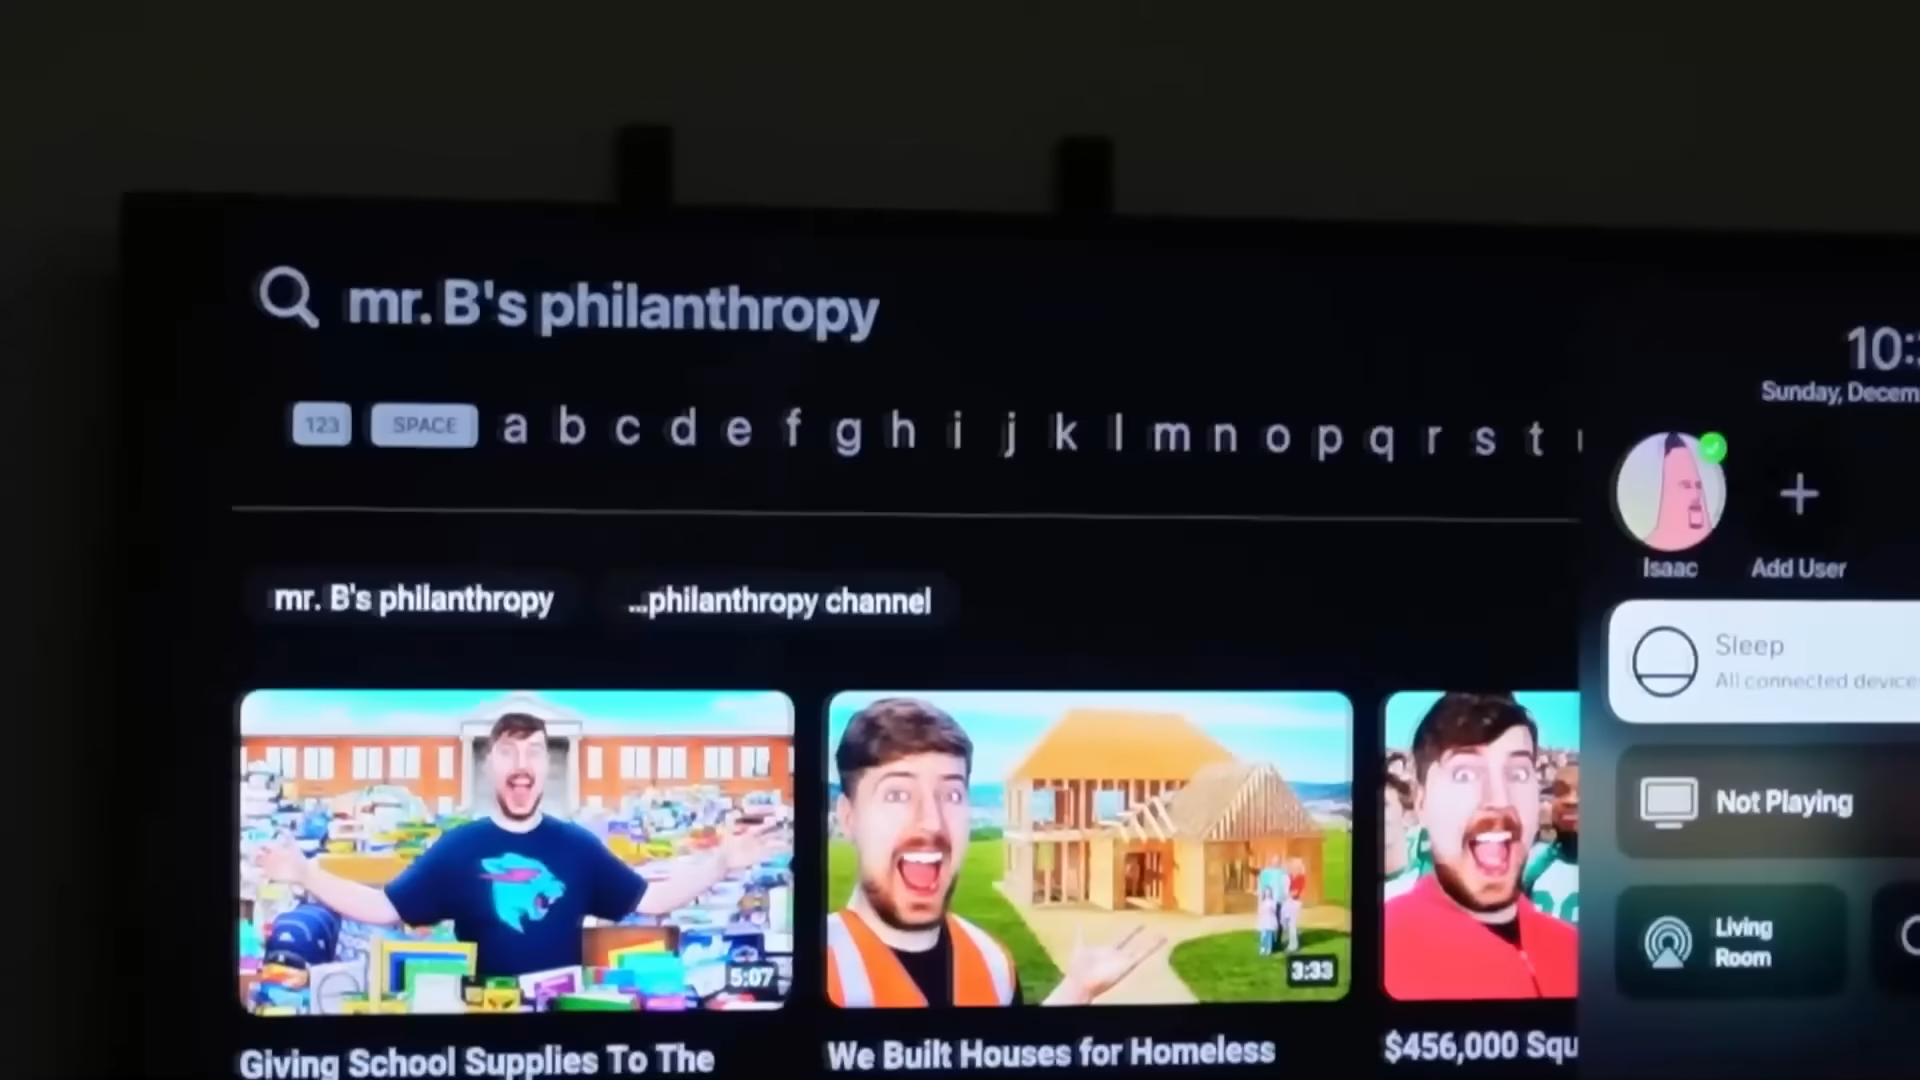 mr. B's philanthropy
123 SPACE a b c d e f g h i j k l m n o p q r s t
mr. B's philanthropy
...philanthropy channel
5:07
3:33
Giving School Supplies To The
We Built Houses for Homeless
$456,000 Squ
10:
Sunday, Decem
Isaac
Add User
Sleep
All connected device
Not Playing
Living
Room